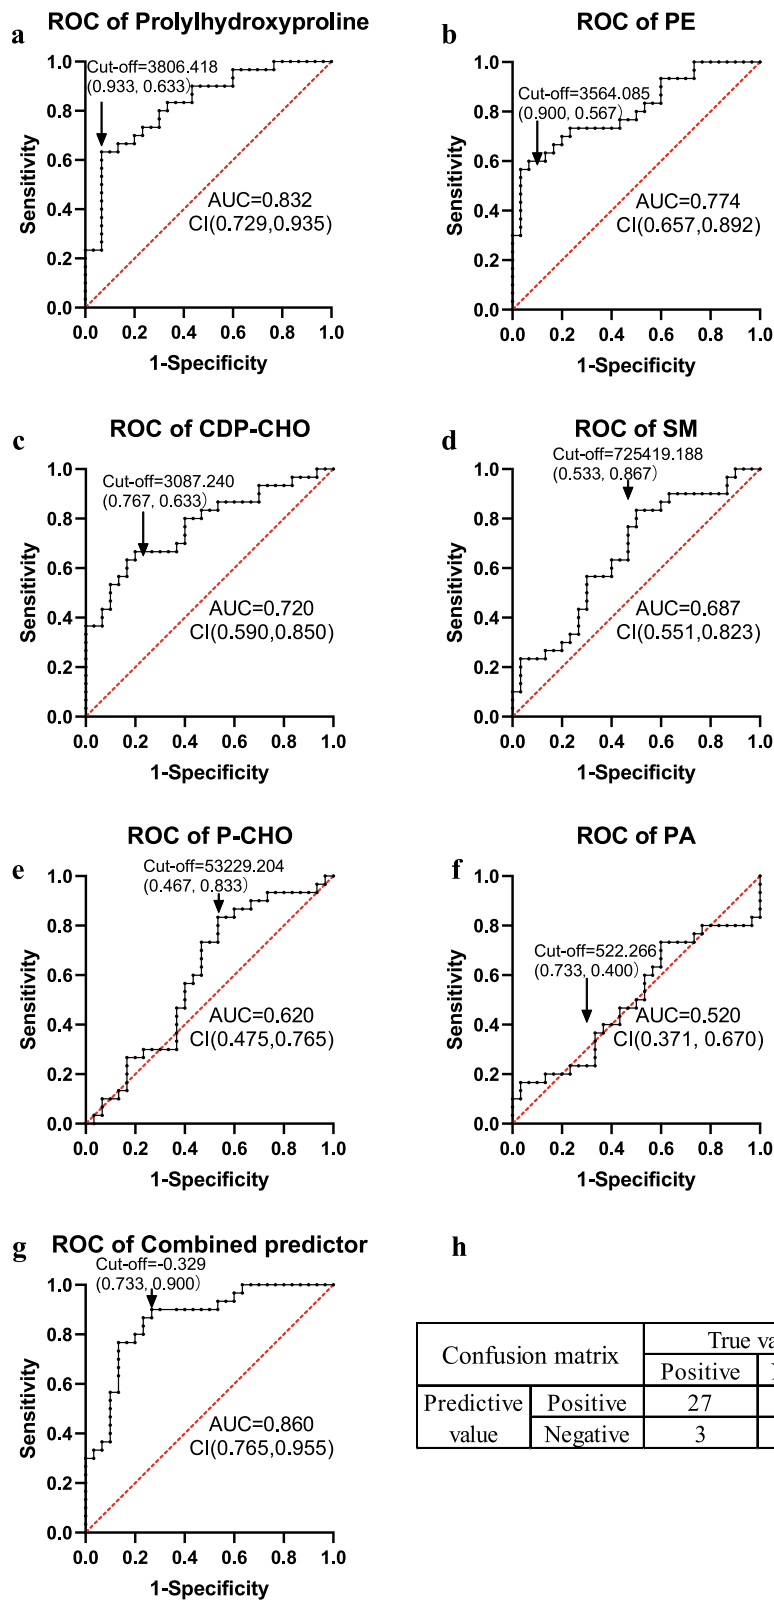 a
ROC of Prolylhydroxyproline
Cut-off=3806.418
(0.933, 0.633)
1.0
0.8
0.6
0.4
0.2
0.0
Sensitivity
AUC=0.832
CI(0.729,0.935)
0.0 0.2 0.4 0.6 0.8 1.0
1-Specificity
b
ROC of PE
Cut-off=3564.085
(0.900, 0.567)
1.0
0.8
0.6
0.4
0.2
0.0
Sensitivity
AUC=0.774
CI(0.657,0.892)
0.0 0.2 0.4 0.6 0.8 1.0
1-Specificity
c
ROC of CDP-CHO
Cut-off=3087.240
(0.767, 0.633)
1.0
0.8
0.6
0.4
0.2
0.0
Sensitivity
AUC=0.720
CI(0.590,0.850)
0.0 0.2 0.4 0.6 0.8 1.0
1-Specificity
d
ROC of SM
Cut-off=725419.188
(0.533, 0.867)
1.0
0.8
0.6
0.4
0.2
0.0
Sensitivity
AUC=0.687
CI(0.551,0.823)
0.0 0.2 0.4 0.6 0.8 1.0
1-Specificity
e
ROC of P-CHO
Cut-off=53229.204
(0.467, 0.833)
1.0
0.8
0.6
0.4
0.2
0.0
Sensitivity
AUC=0.620
CI(0.475,0.765)
0.0 0.2 0.4 0.6 0.8 1.0
1-Specificity
f
ROC of PA
Cut-off=522.266
(0.733, 0.400)
1.0
0.8
0.6
0.4
0.2
0.0
Sensitivity
AUC=0.520
CI(0.371, 0.670)
0.0 0.2 0.4 0.6 0.8 1.0
1-Specificity
g
ROC of Combined predictor
Cut-off=-0.329
(0.733, 0.900)
1.0
0.8
0.6
0.4
0.2
0.0
Sensitivity
AUC=0.860
CI(0.765,0.955)
0.0 0.2 0.4 0.6 0.8 1.0
1-Specificity
h
Confusion matrix
True va
Positive
Predictive value
Positive 27
Negative 3